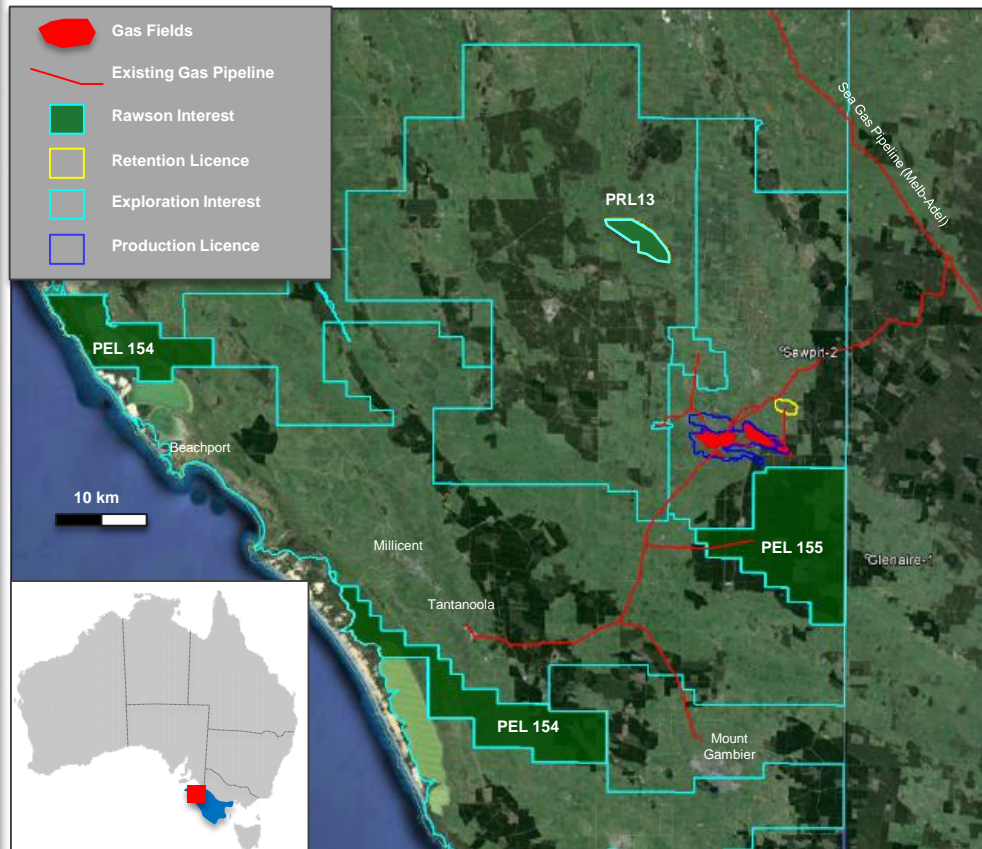 Gas Fields
Existing Gas Pipeline
Rawson Interest
Retention Licence
Exploration Interest
Production Licence
Sea Gas Pipeline (Melb-Adel)
PRL13
PEL 154
Sawpit-2
Beachport
10 km
Millicent
PEL 155
Glenaire-1
Tantanoola
PEL 154
Mount
Gambier